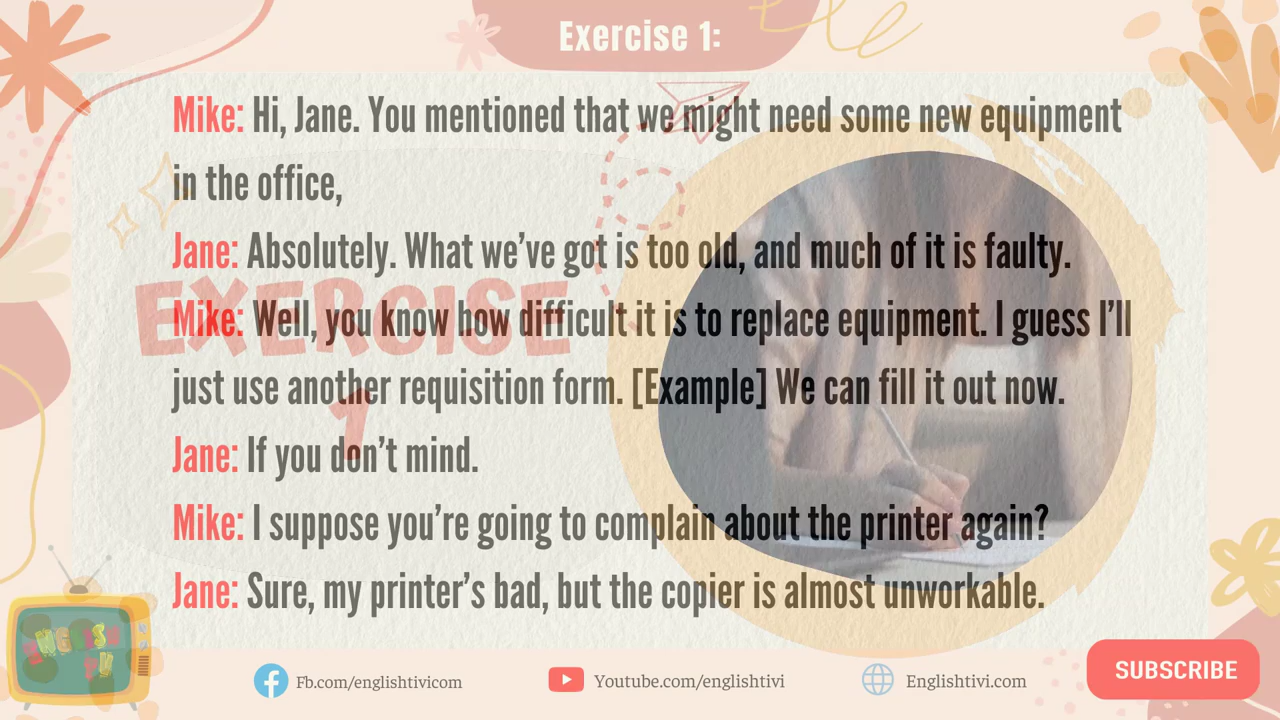 Exercise 1:
Mike: Hi, Jane. You mentioned that we might need some new equipment
in the office,
Jane: Absolutely. What we've got is too old, and much of it is faulty.
Mike: Well, you know how difficult it is to replace equipment. I guess I'll
just use another requisition form. [Example] We can fill it out now.
Jane: If you don't mind.
Mike: I suppose you're going to complain about the printer again?
Jane: Sure, my printer's bad, but the copier is almost unworkable.
EXERCISE
1
Fb.com/englishtivicom
Youtube.com/englishtivi
Englishtivi.com
SUBSCRIBE